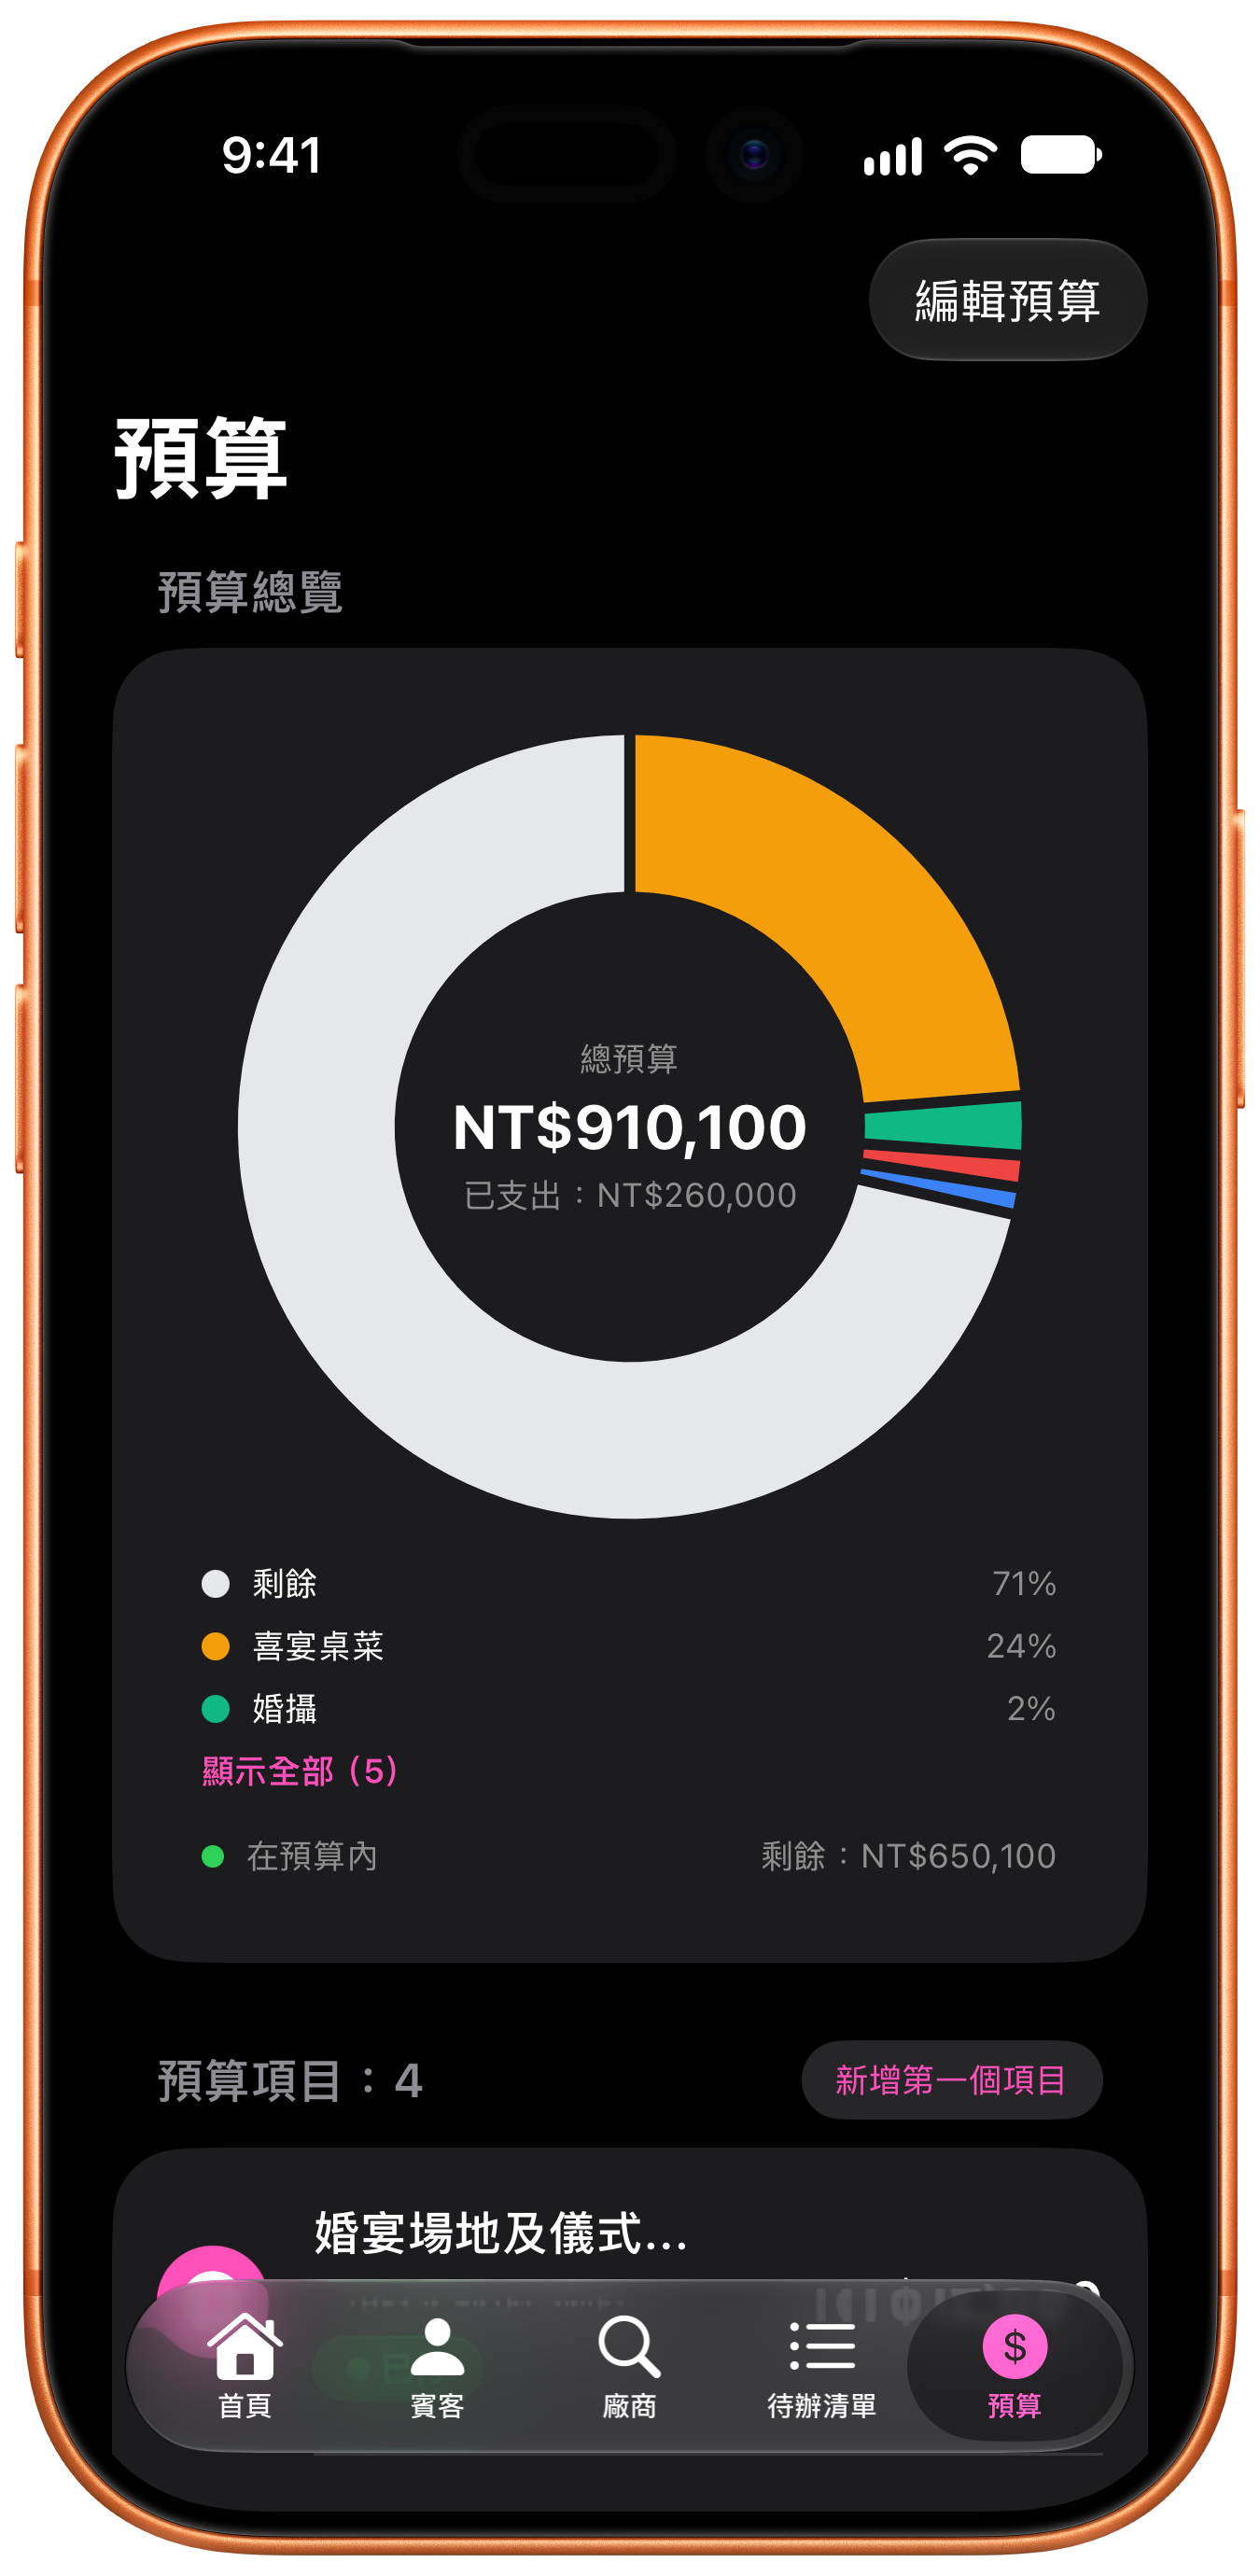 9:41
編輯預算
預算
預算總覽
總預算
NT$910,100
已支出：NT$260,000
剩餘 71%
喜宴桌菜 24%
婚攝 2%
顯示全部 (5)
在預算內 剩餘：NT$650,100
預算項目：4 新增第一個項目
婚宴場地及儀式...
首頁 賓客 廠商 待辦清單 預算